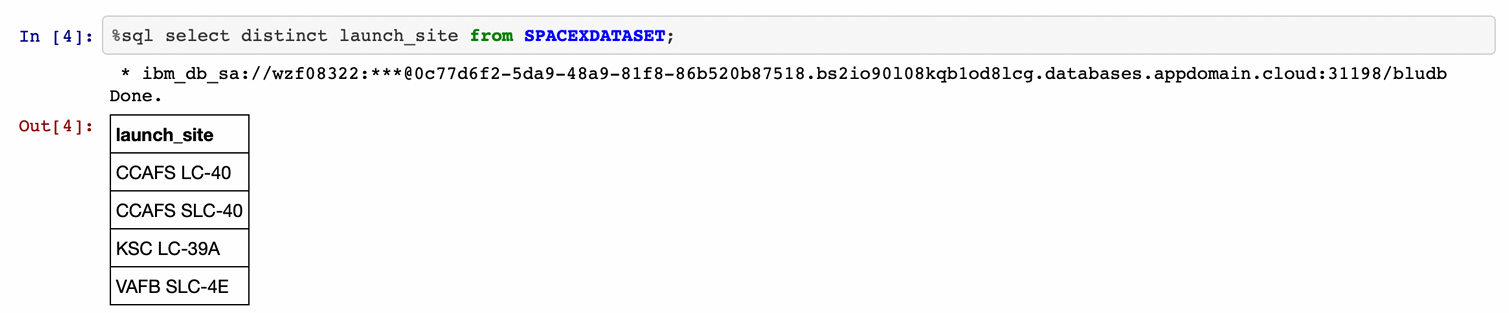 In [4]: %sql select distinct launch_site from SPACEXDATASET;
* ibm_db_sa://wzf08322:***@0c77d6f2-5da9-48a9-81f8-86b520b87518.bs2io90l08kqb1od8lcg.databases.appdomain.cloud:31198/bludb
Done.
Out[4]:
launch_site
CCAFS LC-40
CCAFS SLC-40
KSC LC-39A
VAFB SLC-4E